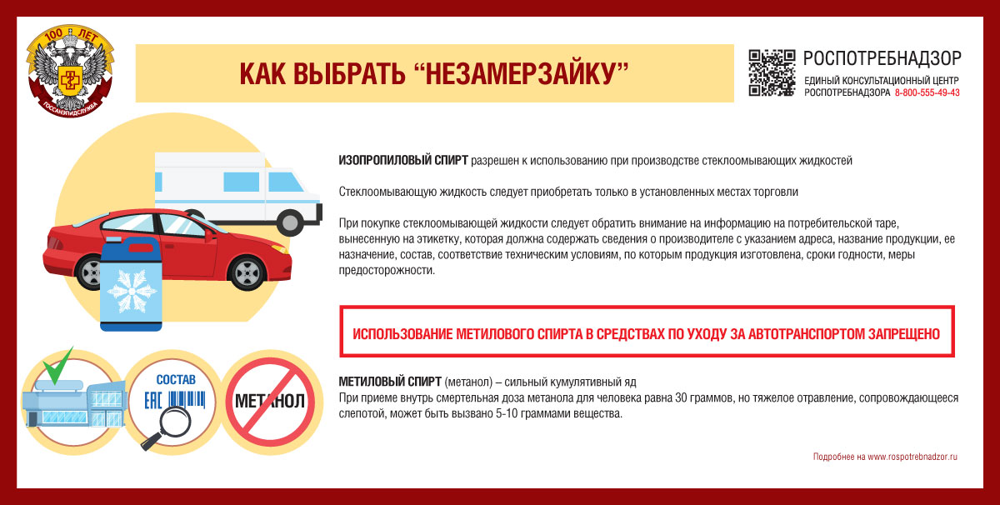 100 ЛЕТ
ГОССАНЭПИДСЛУЖБА
КАК ВЫБРАТЬ “НЕЗАМЕРЗАЙКУ”
РОСПОТРЕБНАДЗОР
ЕДИНЫЙ КОНСУЛЬТАЦИОННЫЙ ЦЕНТР
РОСПОТРЕБНАДЗОРА 8-800-555-49-43
ИЗОПРОПИЛОВЫЙ СПИРТ разрешен к использованию при производстве стеклоомывающих жидкостей
Стеклоомывающую жидкость следует приобретать только в установленных местах торговли
При покупке стеклоомывающей жидкости следует обратить внимание на информацию на потребительской таре,
вынесенную на этикетку, которая должна содержать сведения о производителе с указанием адреса, название продукции, ее
назначение, состав, соответствие техническим условиям, по которым продукция изготовлена, сроки годности, меры
предосторожности.
ИСПОЛЬЗОВАНИЕ МЕТИЛОВОГО СПИРТА В СРЕДСТВАХ ПО УХОДУ ЗА АВТОТРАНСПОРТОМ ЗАПРЕЩЕНО
СОСТАВ
EAC
МЕТАНОЛ
МЕТИЛОВЫЙ СПИРТ (метанол) – сильный кумулятивный яд
При приеме внутрь смертельная доза метанола для человека равна 30 граммов, но тяжелое отравление, сопровождающееся
слепотой, может быть вызвано 5-10 граммами вещества.
Подробнее на www.rospotrebnadzor.ru